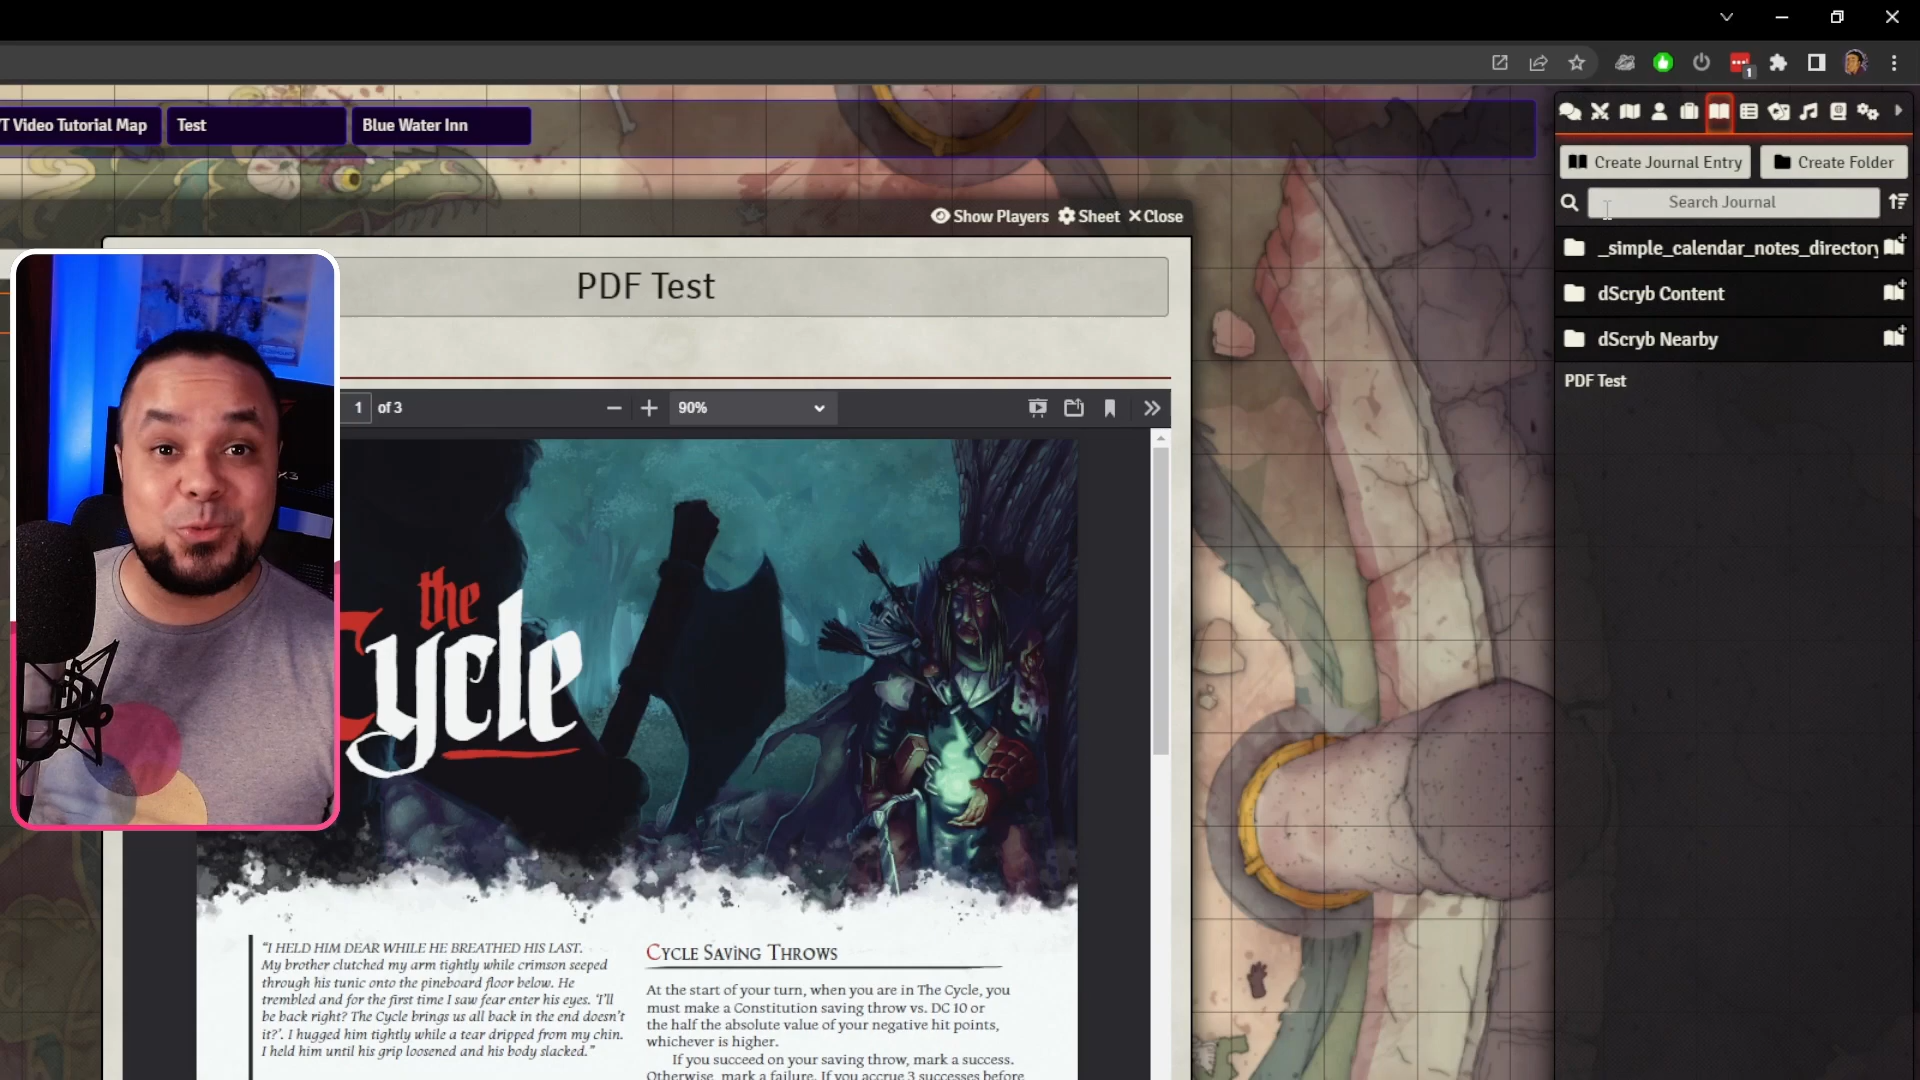 1
T Video Tutorial Map
Test
Blue Water Inn
Create Journal Entry
Create Folder
Search Journal
Show Players
Sheet
Close
_simple_calendar_notes_directory
dScryb Content
dScryb Nearby
PDF Test
PDF Test
1 of 3
90%
X3
the
Cycle
“I HELD HIM DEAR WHILE HE BREATHED HIS LAST.
My brother clutched my arm tightly while crimson seeped
through his tunic onto the pineboard floor below. He
trembled and for the first time I saw fear enter his eyes. ‘I’ll
be back right? The Cycle brings us all back in the end doesn’t
it?’. I hugged him tightly while a tear dripped from my chin.
I held him until his grip loosened and his body slacked.”
Cycle Saving Throws
At the start of your turn, when you are in The Cycle, you
must make a Constitution saving throw vs. DC 10 or
the half the absolute value of your negative hit points,
whichever is higher.
If you succeed on your saving throw, mark a success.
Otherwise, mark a failure. If you accrue 3 successes before